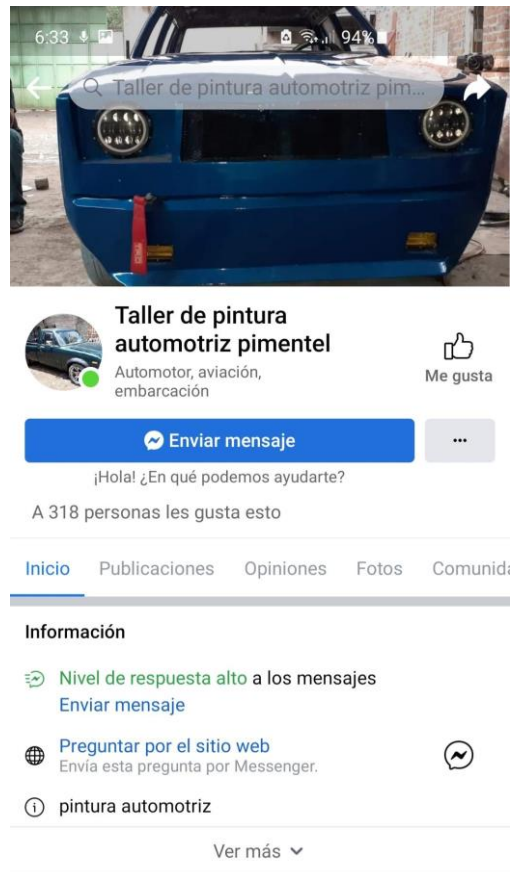 6:33
94%
Taller de pintura automotriz pim...
Taller de pintura
automotriz pimentel
Automotor, aviación,
embarcación
Me gusta
Enviar mensaje
...
¡Hola! ¿En qué podemos ayudarte?
A 318 personas les gusta esto
Inicio Publicaciones Opiniones Fotos Comunida
Información
Nivel de respuesta alto a los mensajes
Enviar mensaje
Preguntar por el sitio web
Envía esta pregunta por Messenger.
pintura automotriz
Ver más